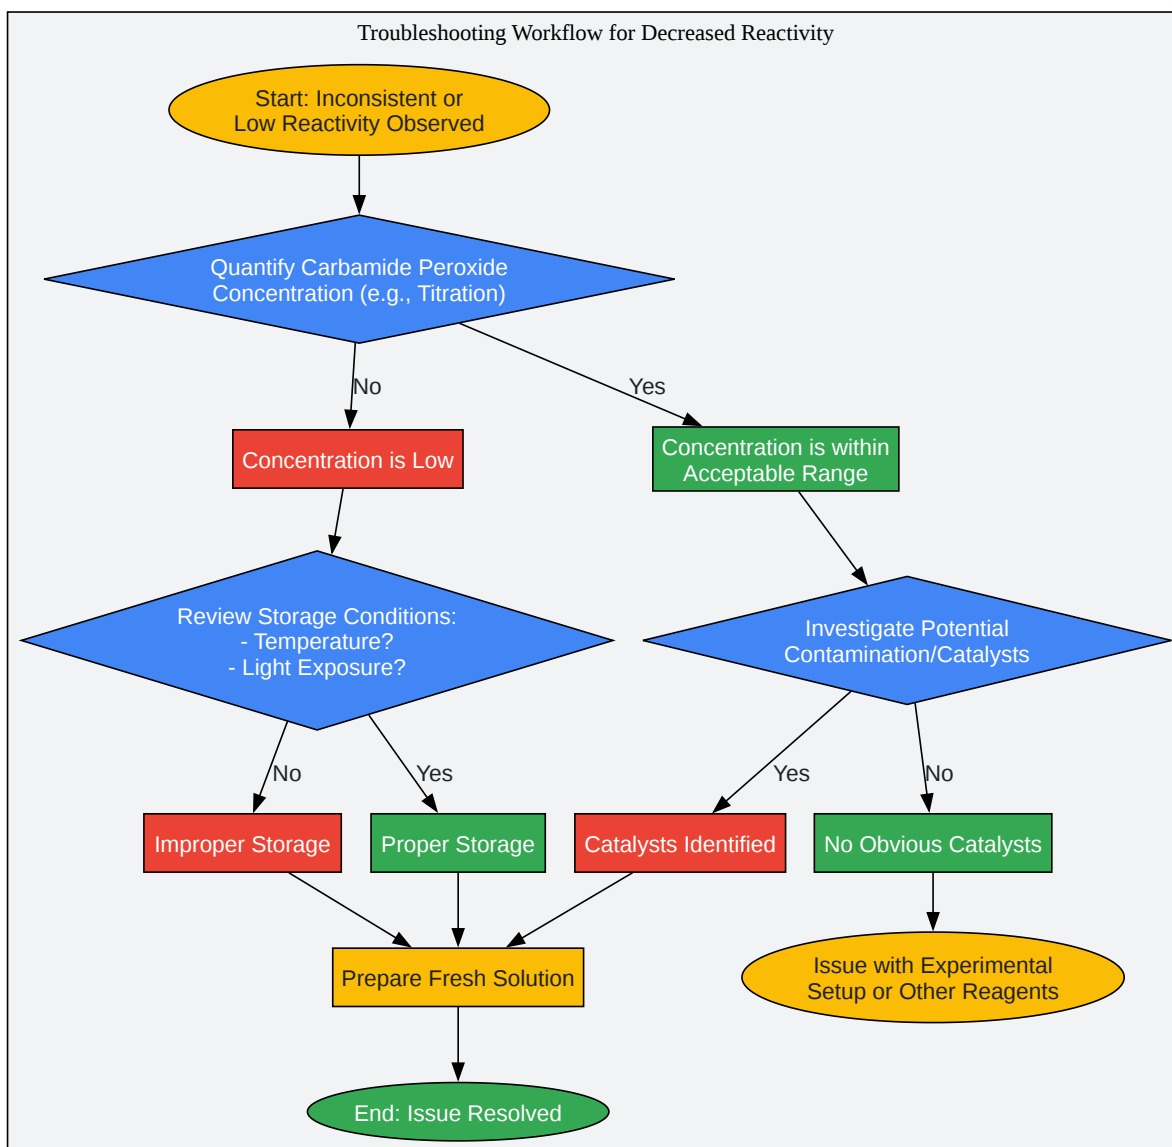 Troubleshooting Workflow for Decreased Reactivity
Start: Inconsistent or
Low Reactivity Observed
Quantify Carbamide Peroxide
Concentration (e.g., Titration)
No
Yes
Concentration is Low
Concentration is within
Acceptable Range
Review Storage Conditions:
- Temperature?
- Light Exposure?
Investigate Potential
Contamination/Catalysts
No
Yes
Yes
No
Improper Storage
Proper Storage
Catalysts Identified
No Obvious Catalysts
Prepare Fresh Solution
Issue with Experimental
Setup or Other Reagents
End: Issue Resolved